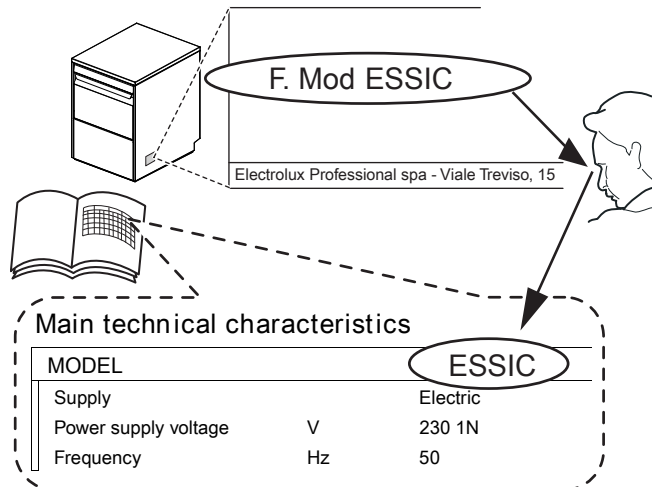 F. Mod ESSIC
Electrolux Professional spa - Viale Treviso, 15
Main technical characteristics
MODEL ESSIC
Supply Electric
Power supply voltage V 230 1N
Frequency Hz 50